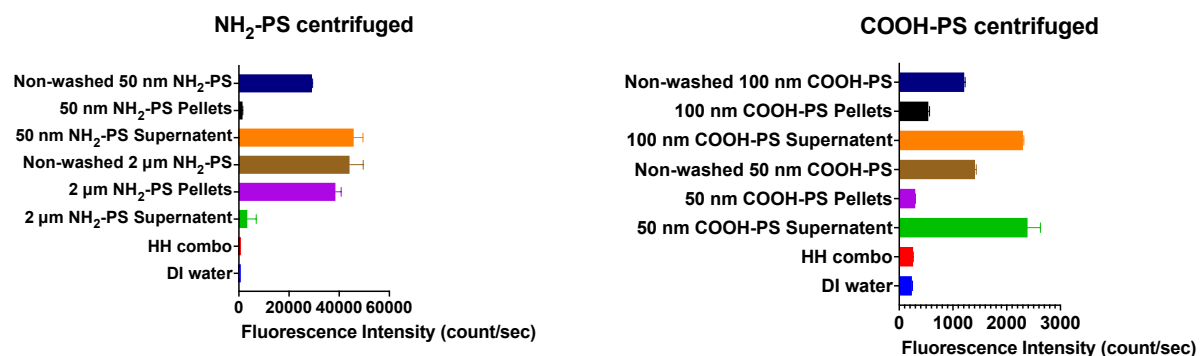 NH₂-PS centrifuged
Non-washed 50 nm NH₂-PS
50 nm NH₂-PS Pellets
50 nm NH₂-PS Supernatent
Non-washed 2 µm NH₂-PS
2 µm NH₂-PS Pellets
2 µm NH₂-PS Supernatent
HH combo
DI water
0 20000 40000 60000
Fluorescence Intensity (count/sec)
COOH-PS centrifuged
Non-washed 100 nm COOH-PS
100 nm COOH-PS Pellets
100 nm COOH-PS Supernatent
Non-washed 50 nm COOH-PS
50 nm COOH-PS Pellets
50 nm COOH-PS Supernatent
HH combo
DI water
0 1000 2000 3000
Fluorescence Intensity (count/sec)